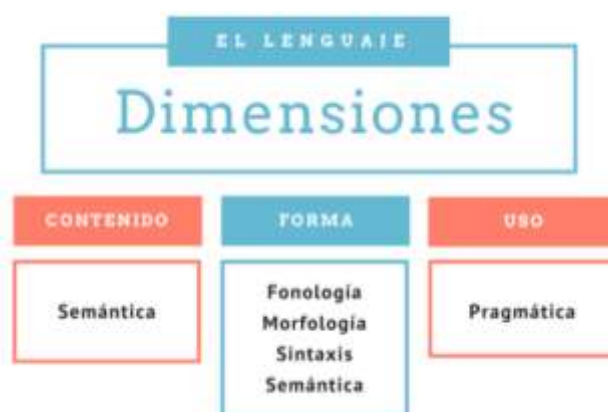 EL LENGUAJE
Dimensiones
CONTENIDO
FORMA
USO
Semántica
Fonología
Morfología
Sintaxis
Semántica
Pragmática